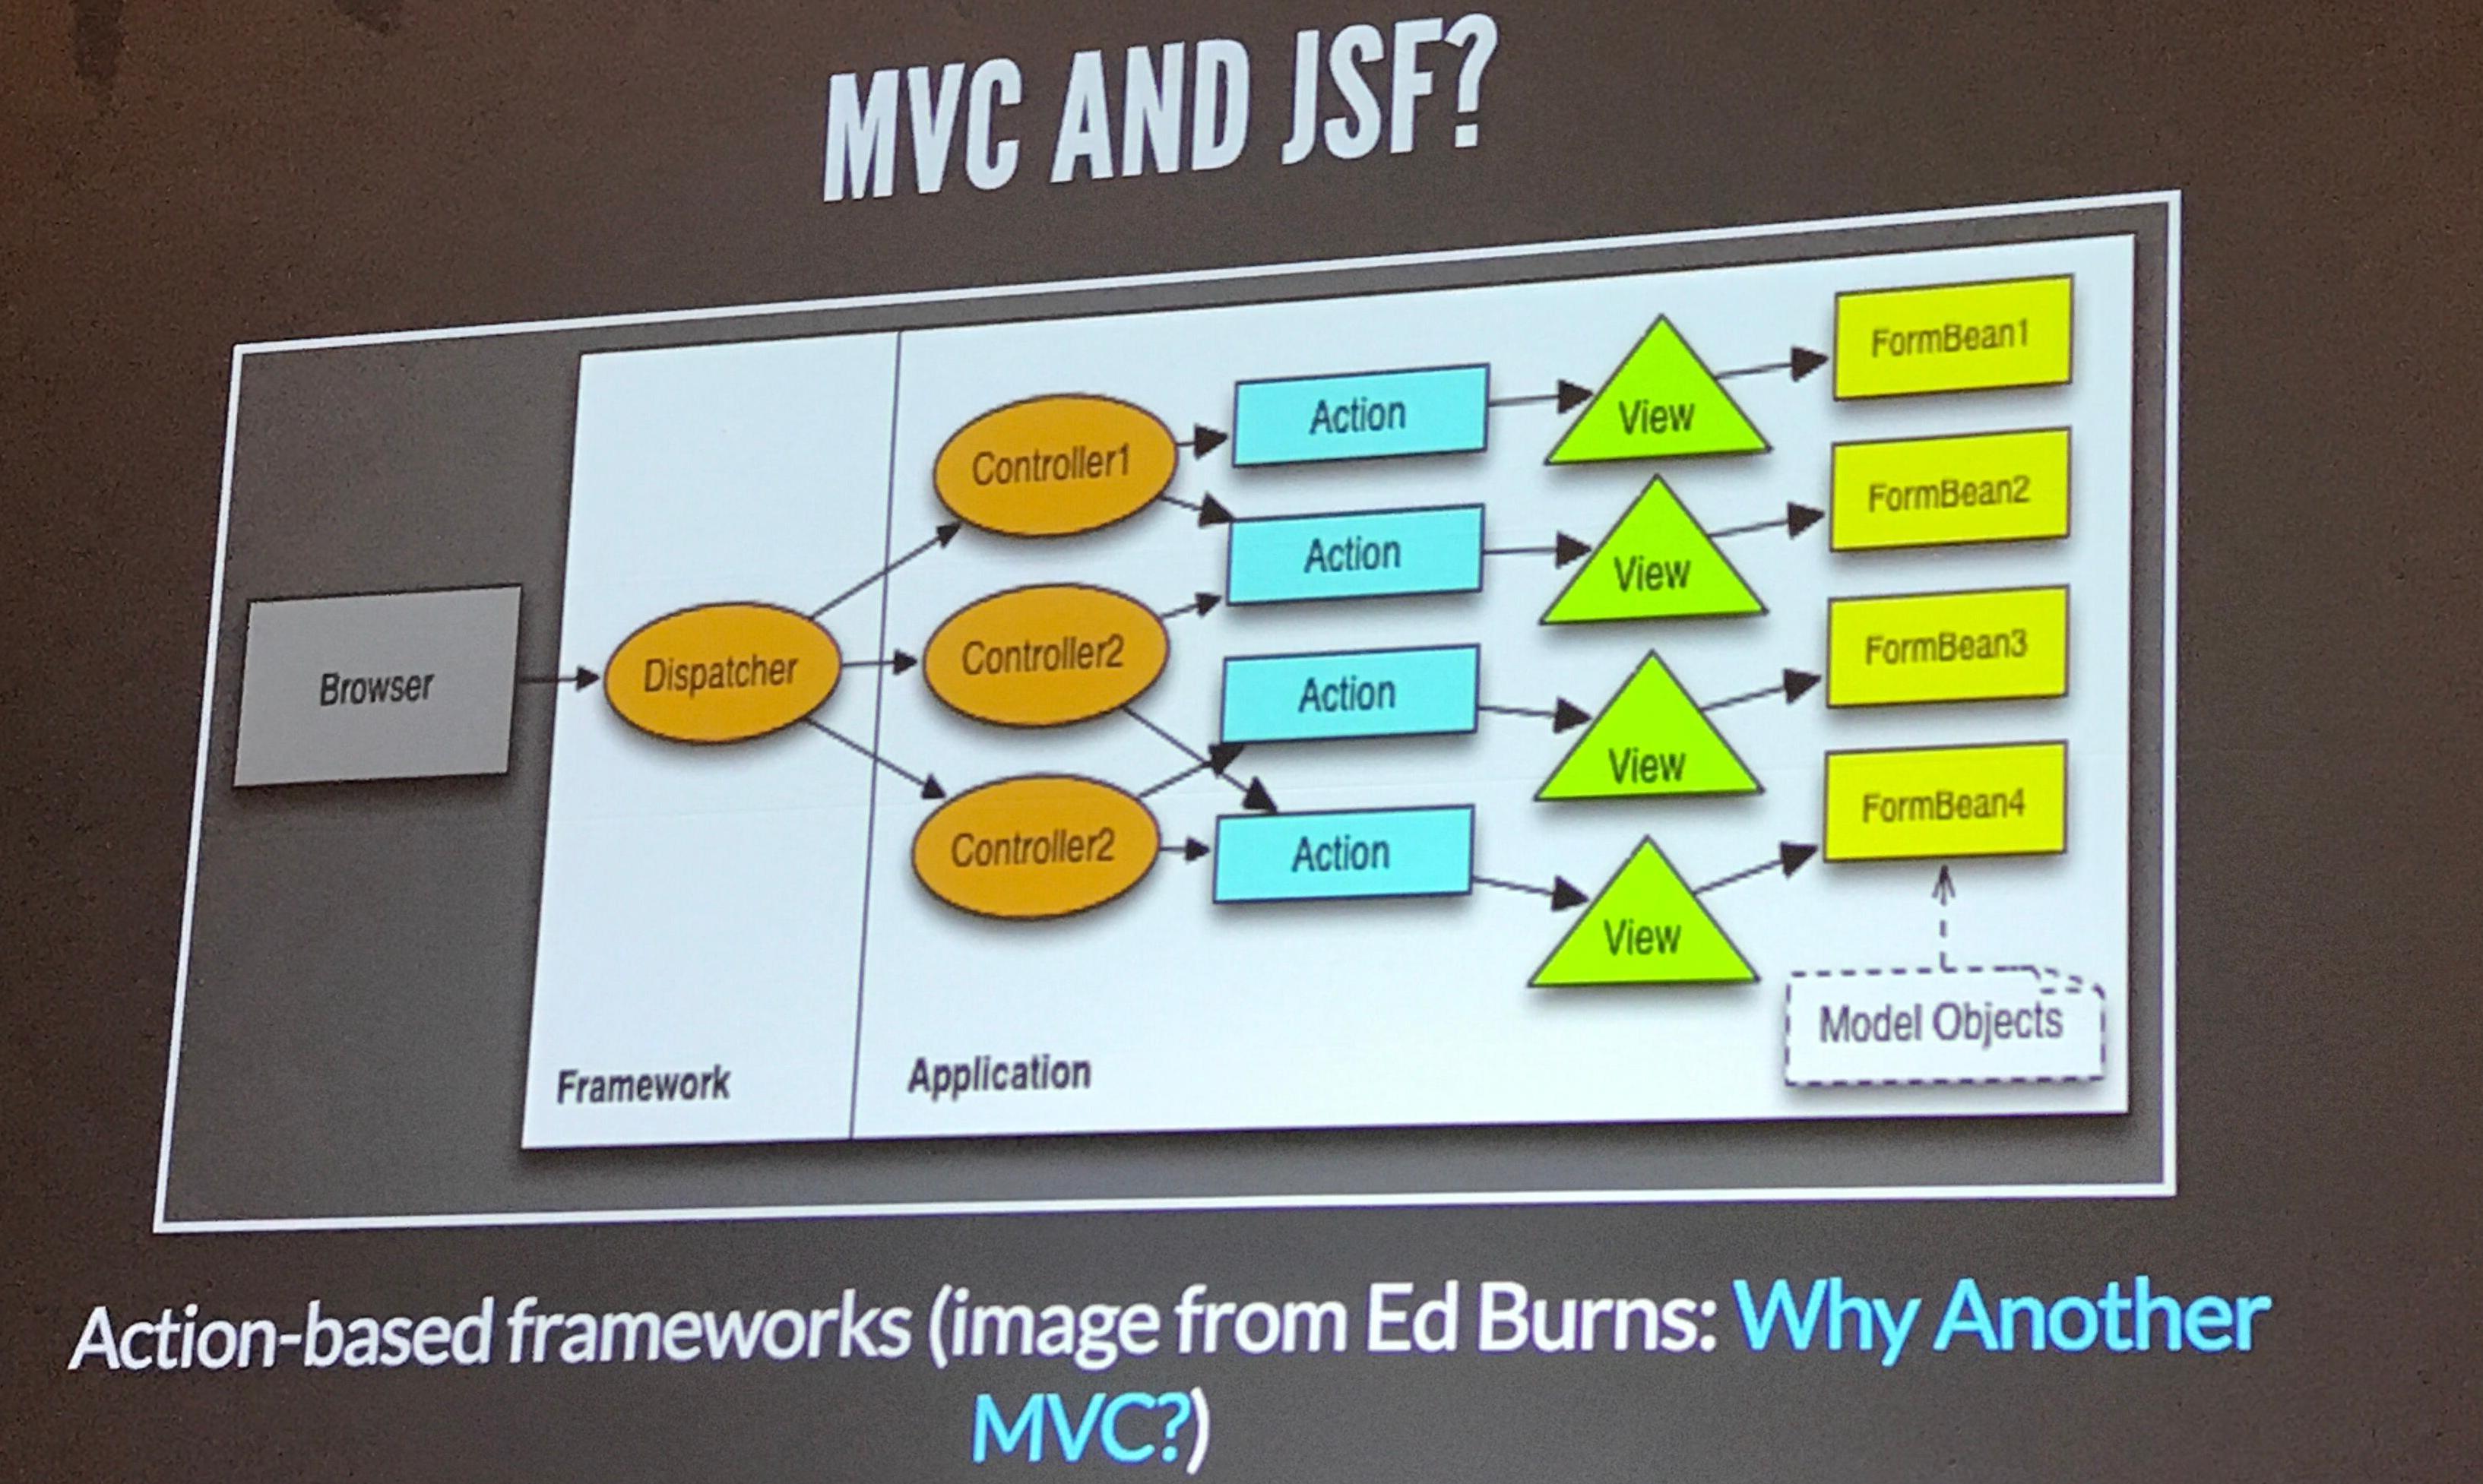 MVC AND JSF?
Browser
Dispatcher
Controller1
Controller2
Controller2
Action
Action
Action
Action
View
View
View
View
FormBean1
FormBean2
FormBean3
FormBean4
Model Objects
Framework
Application
Action-based frameworks (image from Ed Burns: Why Another
MVC?)